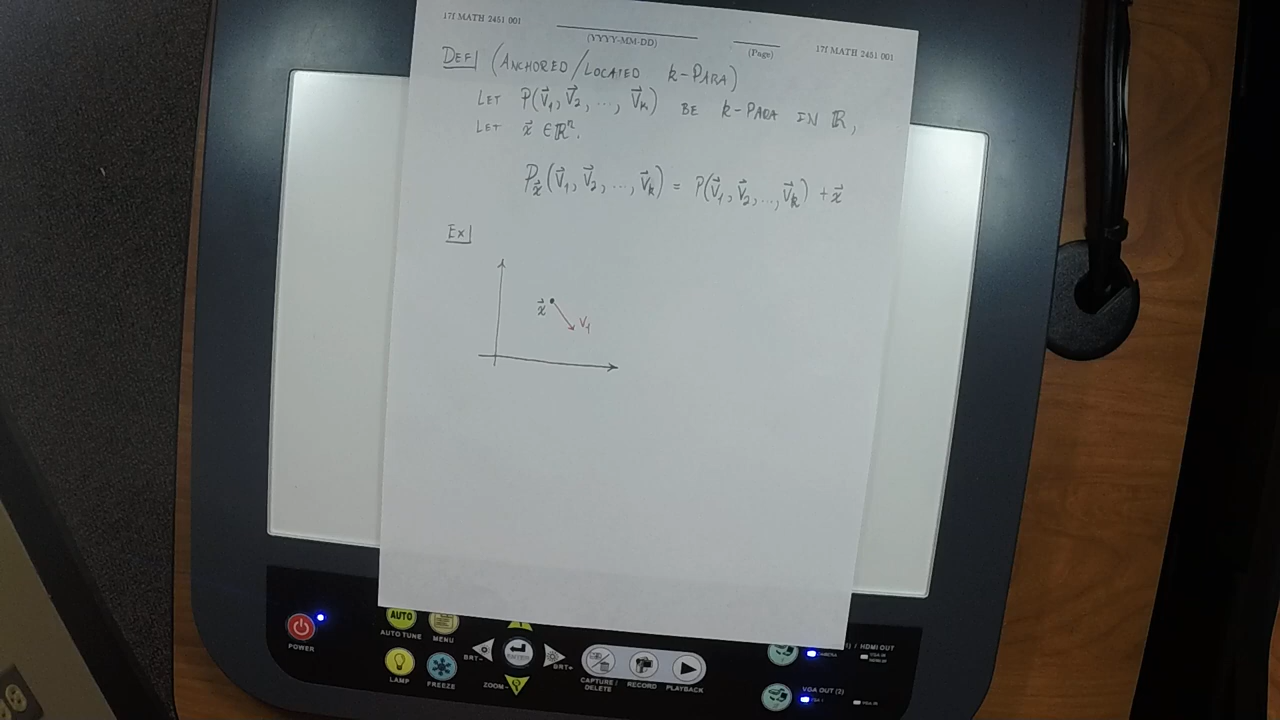 17f MATH 2451 001
(YYYY-MM-DD)
(Page)
17f MATH 2451 001
DEF (ANCHORED/LOCATED k-PARA)
LET P(v⃗₁, v⃗₂, ..., v⃗ₖ) BE k-PARA IN ℝ,
LET x⃗ ∈ ℝⁿ.
P_x⃗(v⃗₁, v⃗₂, ..., v⃗ₖ) = P(v⃗₁, v⃗₂, ..., v⃗ₖ) + x⃗
EX
x⃗
v₁
POWER
AUTO
AUTO TUNE
MENU
LAMP
FREEZE
BRT-
BRT+
ZOOM-
CAPTURE /
DELETE
RECORD
PLAYBACK
/ HDMI OUT
VGA OUT (2)